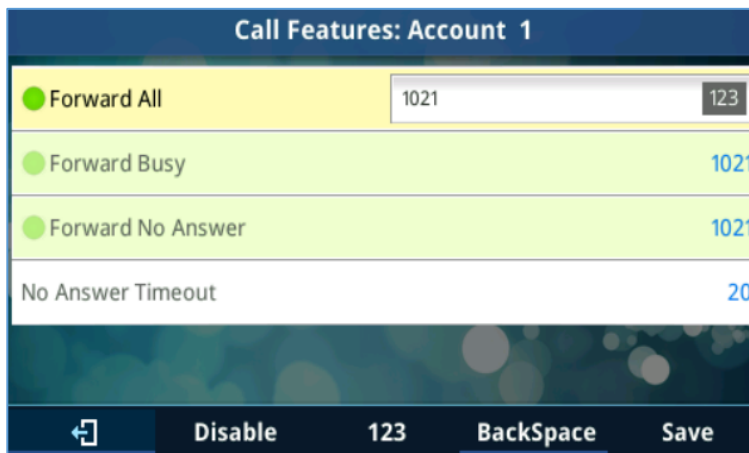 Call Features: Account 1
Forward All 1021 123
Forward Busy 1021
Forward No Answer 1021
No Answer Timeout 20
Disable 123 BackSpace Save